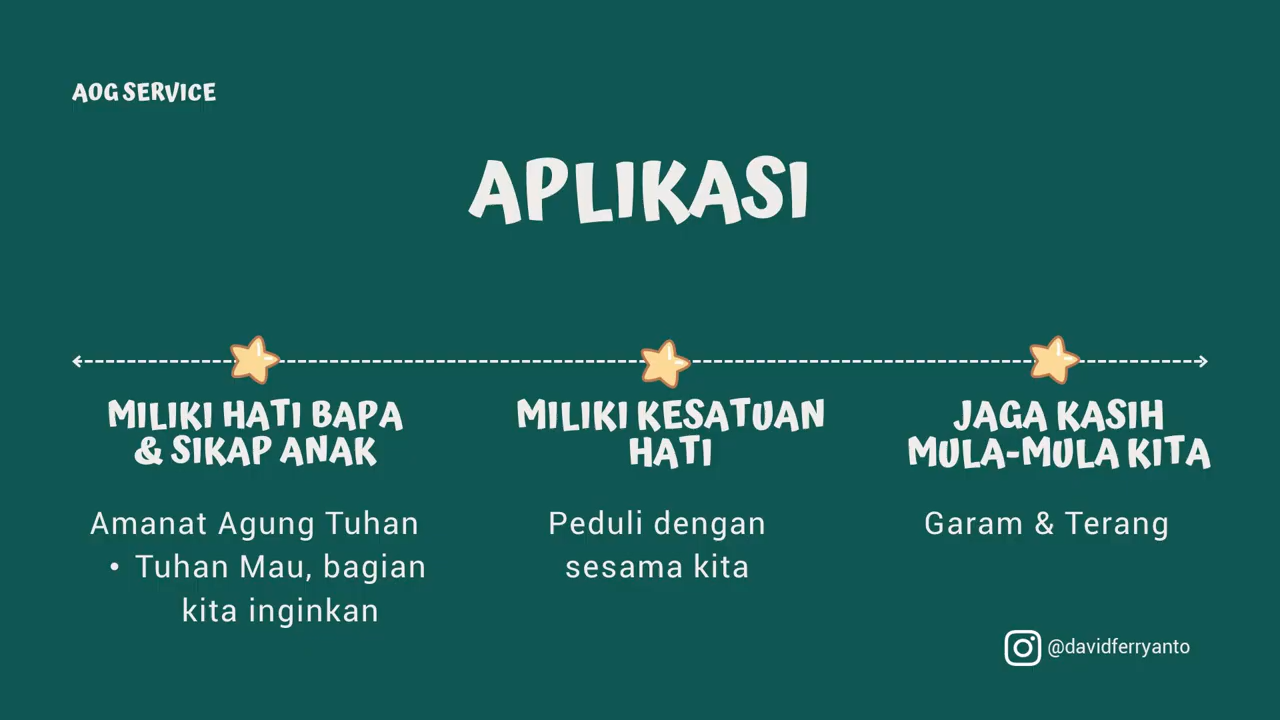 AOG SERVICE
APLIKASI
MILIKI HATI BAPA
& SIKAP ANAK
Amanat Agung Tuhan
• Tuhan Mau, bagian
kita inginkan
MILIKI KESATUAN
HATI
Peduli dengan
sesama kita
JAGA KASIH
MULA-MULA KITA
Garam & Terang
@davidferryanto